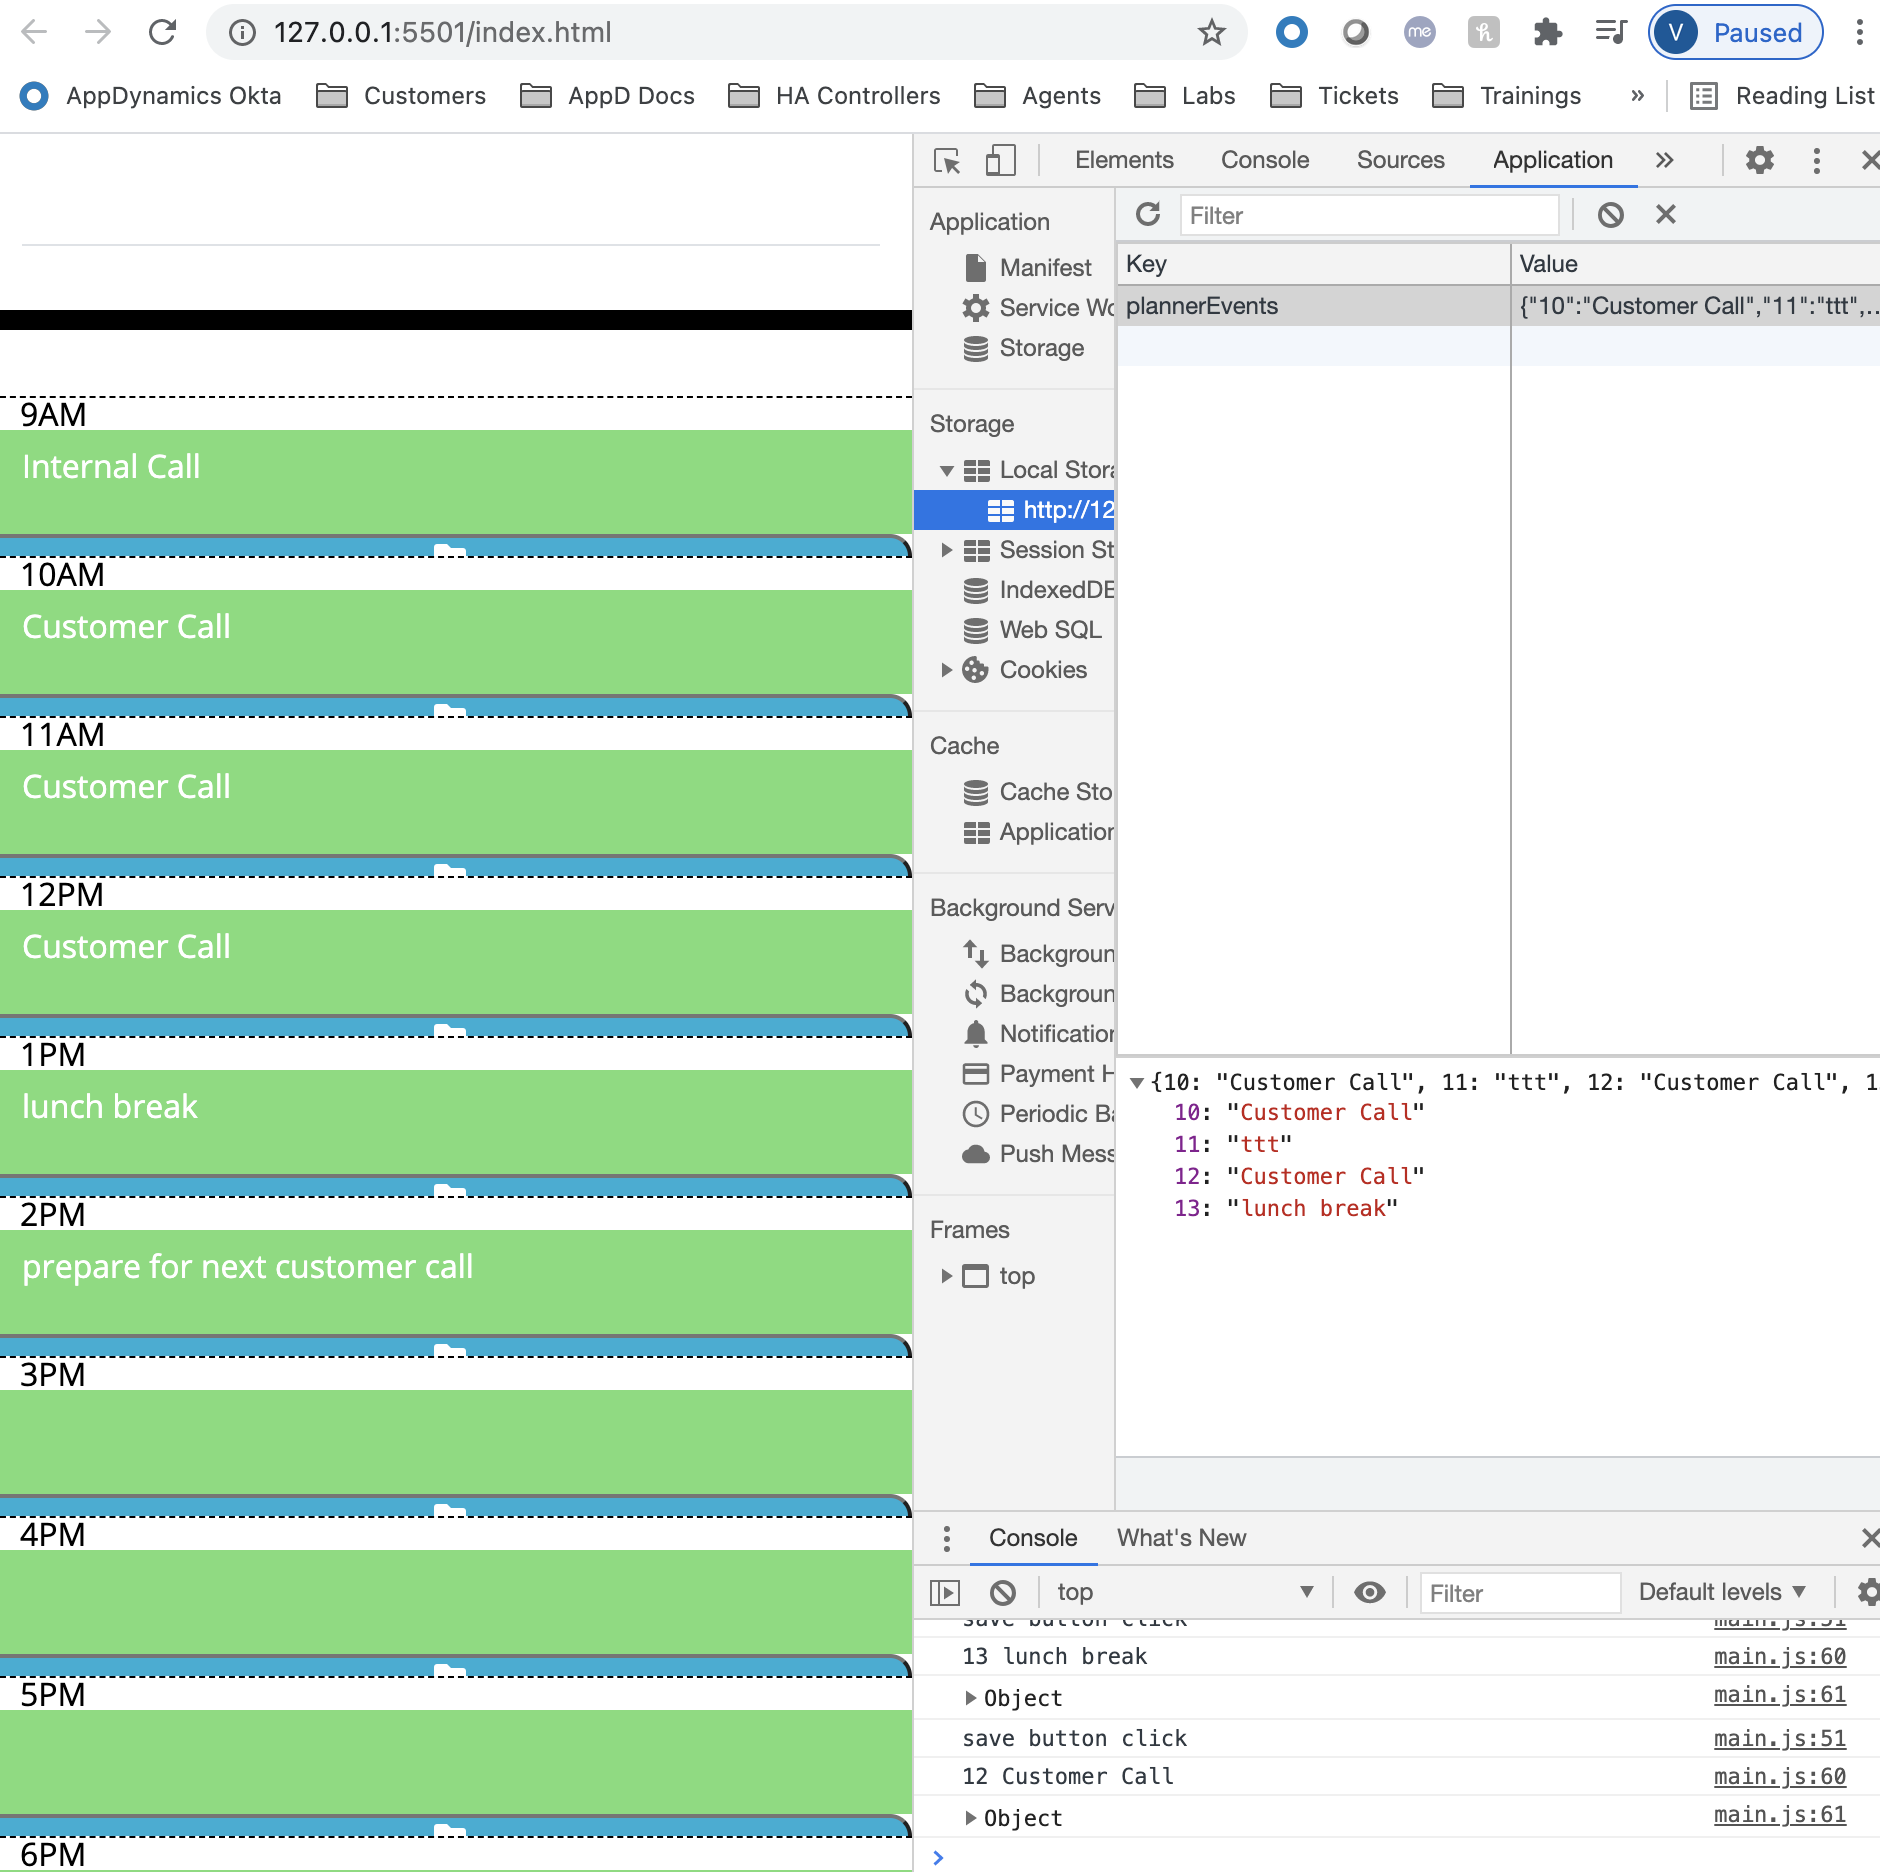 127.0.0.1:5501/index.html
V Paused
me
AppDynamics Okta Customers AppD Docs HA Controllers Agents Labs Tickets Trainings » Reading List
9AM
Internal Call
10AM
Customer Call
11AM
Customer Call
12PM
Customer Call
1PM
lunch break
2PM
prepare for next customer call
3PM
4PM
5PM
6PM
Elements Console Sources Application »
Application
Manifest
Service Wo
Storage
Storage
Local Stora
http://12
Session St
IndexedDB
Web SQL
Cookies
Cache
Cache Sto
Application
Background Serv
Background
Background
Notification
Payment H
Periodic Ba
Push Mess
Frames
top
Filter
Key Value
plannerEvents {"10":"Customer Call","11":"ttt",…
{10: "Customer Call", 11: "ttt", 12: "Customer Call", 1
10: "Customer Call"
11: "ttt"
12: "Customer Call"
13: "lunch break"
Console What's New
top Filter Default levels
save button click main.js:51
13 lunch break main.js:60
Object main.js:61
save button click main.js:51
12 Customer Call main.js:60
Object main.js:61